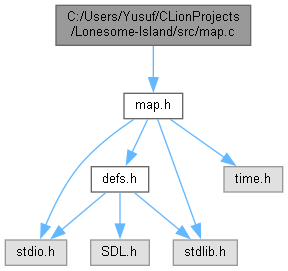 C:/Users/Yusuf/CLionProjects
/Lonesome-Island/src/map.c
map.h
defs.h
time.h
stdio.h
SDL.h
stdlib.h